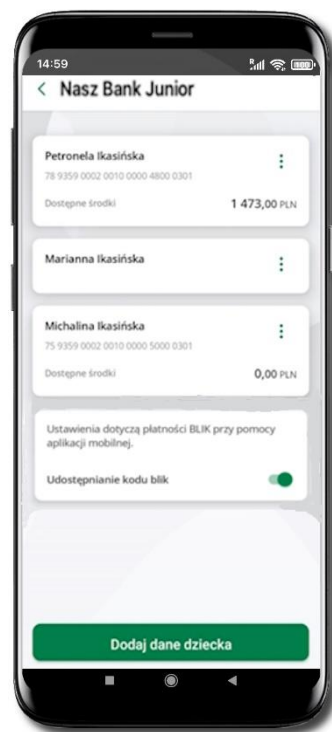 14:59
Nasz Bank Junior
Petronela Ikasińska
78 9359 0002 0010 0000 4800 0301
Dostępne środki 1 473,00 PLN
Marianna Ikasińska
Michalina Ikasińska
75 9359 0002 0010 0000 5000 0301
Dostępne środki 0,00 PLN
Ustawienia dotyczą płatności BLIK przy pomocy
aplikacji mobilnej.
Udostępnianie kodu blik
Dodaj dane dziecka